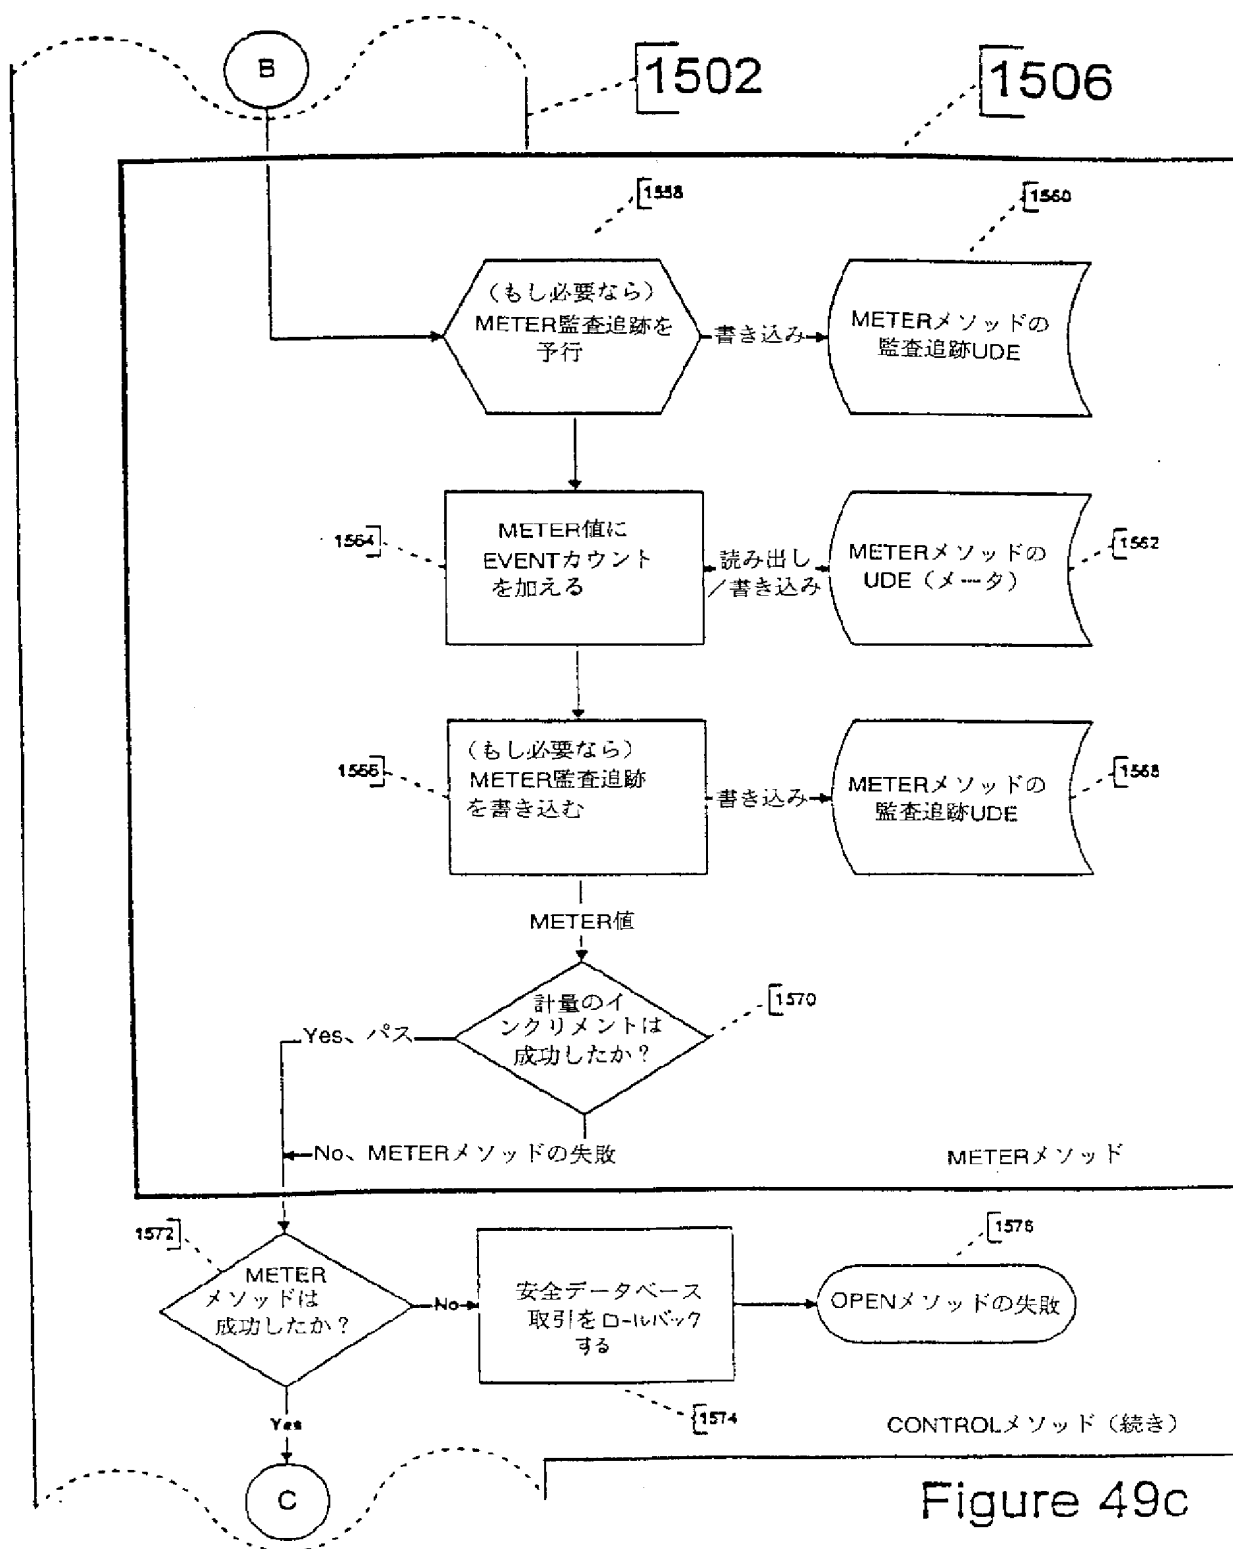 B
1502
1506
1558
1560
(もし必要なら)
METER監査追跡を
予行
書き込み
METERメソッドの
監査追跡UDE
1564
METER値に
EVENTカウント
を加える
読み出し
／書き込み
METERメソッドの
UDE(メータ)
1562
1566
(もし必要なら)
METER監査追跡
を書き込む
書き込み
METERメソッドの
監査追跡UDE
1568
METER値
計量のイ
ンクリメントは
成功したか？
1570
Yes、パス
No、METERメソッドの失敗
METERメソッド
1572
METER
メソッドは
成功したか？
No
安全データベース
取引をロールバック
する
1574
OPENメソッドの失敗
1576
Yes
CONTROLメソッド(続き)
C
Figure 49c